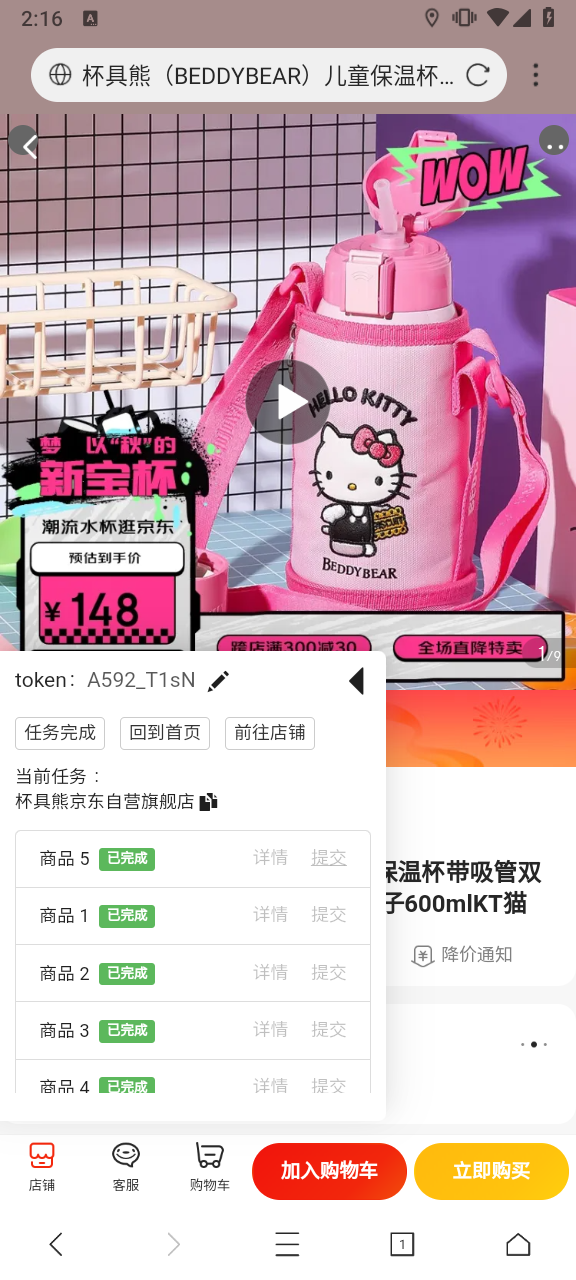 2:16
A
杯具熊（BEDDYBEAR）儿童保温杯...
WOW
HELLO KITTY
BISCUIT
BEDDYBEAR
梦 以“秋”的
新宝杯
潮流水杯逛京东
预估到手价
¥148
跨店满300减30
全场直降特卖
1/9
token：A592_T1sN
任务完成
回到首页
前往店铺
当前任务：
杯具熊京东自营旗舰店
商品 5 已完成 详情 提交
商品 1 已完成 详情 提交
商品 2 已完成 详情 提交
商品 3 已完成 详情 提交
商品 4 已完成 详情 提交
保温杯带吸管双
子600mlKT猫
降价通知
店铺
客服
购物车
加入购物车
立即购买
1